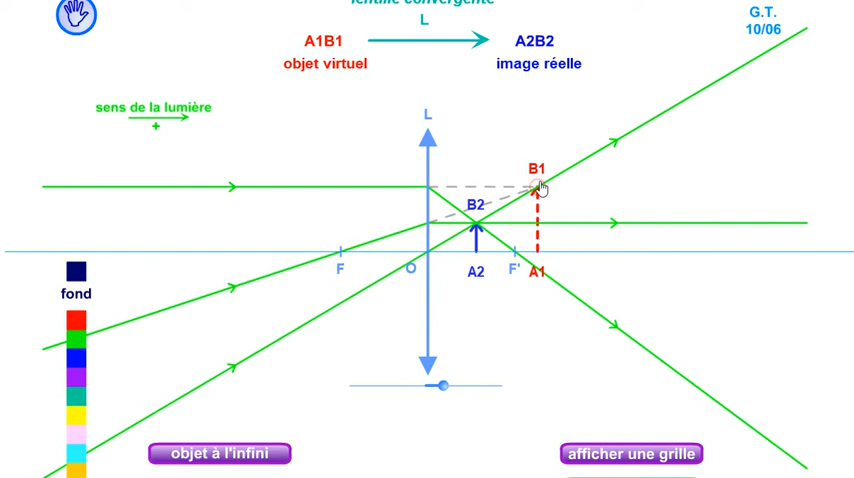 lentille convergente
L
G.T.
10/06
A1B1
A2B2
objet virtuel
image réelle
sens de la lumière
+
L
B1
B2
F
O
A2
F'
A1
fond
objet à l'infini
afficher une grille